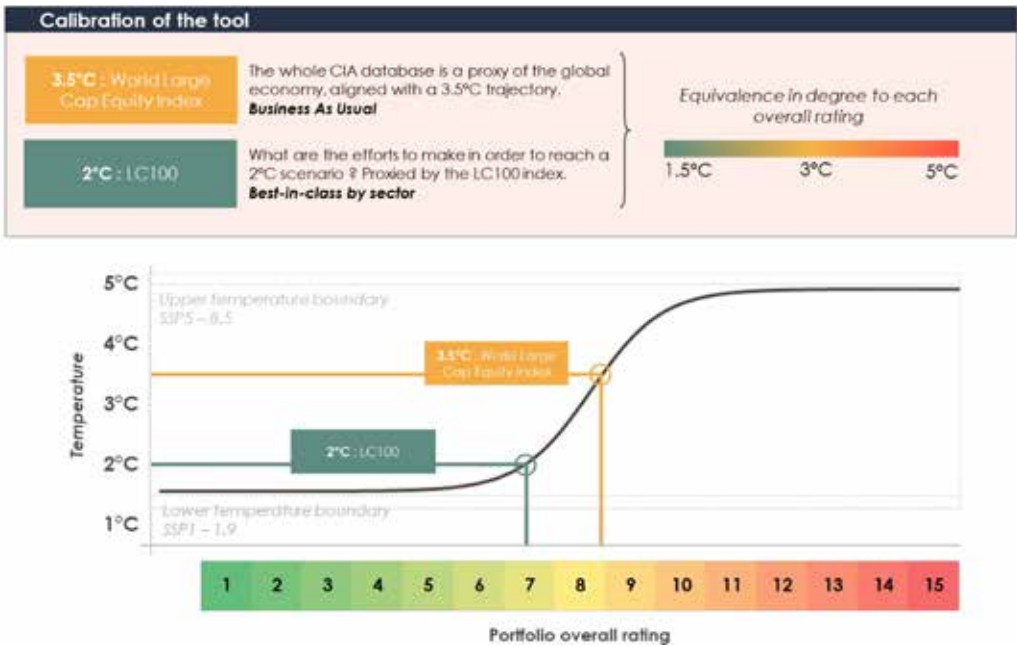 Calibration of the tool
3.5°C : World Large
Cap Equity Index
The whole CIA database is a proxy of the global
economy, aligned with a 3.5°C trajectory.
Business As Usual
2°C : LC100
What are the efforts to make in order to reach a
2°C scenario ? Proxied by the LC100 index.
Best-in-class by sector
Equivalence in degree to each
overall rating
1.5°C 3°C 5°C
5°C
Upper temperature boundary
SSP5 – 8.5
4°C
3.5°C : World Large
Cap Equity Index
3°C
Temperature
2°C
2°C : LC100
Lower temperature boundary
SSP1 – 1.9
1°C
1 2 3 4 5 6 7 8 9 10 11 12 13 14 15
Portfolio overall rating